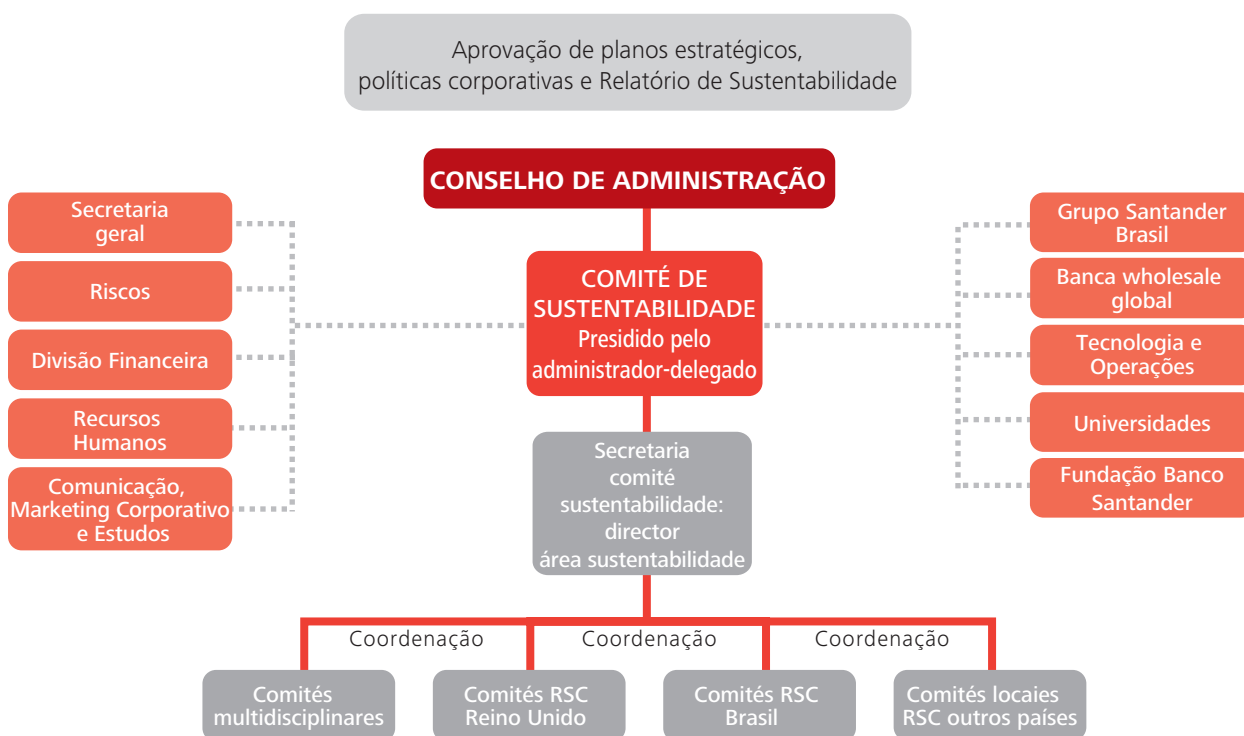 Aprovação de planos estratégicos,
políticas corporativas e Relatório de Sustentabilidade
CONSELHO DE ADMINISTRAÇÃO
Secretaria
geral
Riscos
Divisão Financeira
Recursos
Humanos
Comunicação,
Marketing Corporativo
e Estudos
COMITÉ DE
SUSTENTABILIDADE
Presidido pelo
administrador-delegado
Grupo Santander
Brasil
Banca wholesale
global
Tecnologia e
Operações
Universidades
Fundação Banco
Santander
Secretaria
comité
sustentabilidade:
director
área sustentabilidade
Coordenação
Coordenação
Coordenação
Comités
multidisciplinares
Comités RSC
Reino Unido
Comités RSC
Brasil
Comités locaies
RSC outros países